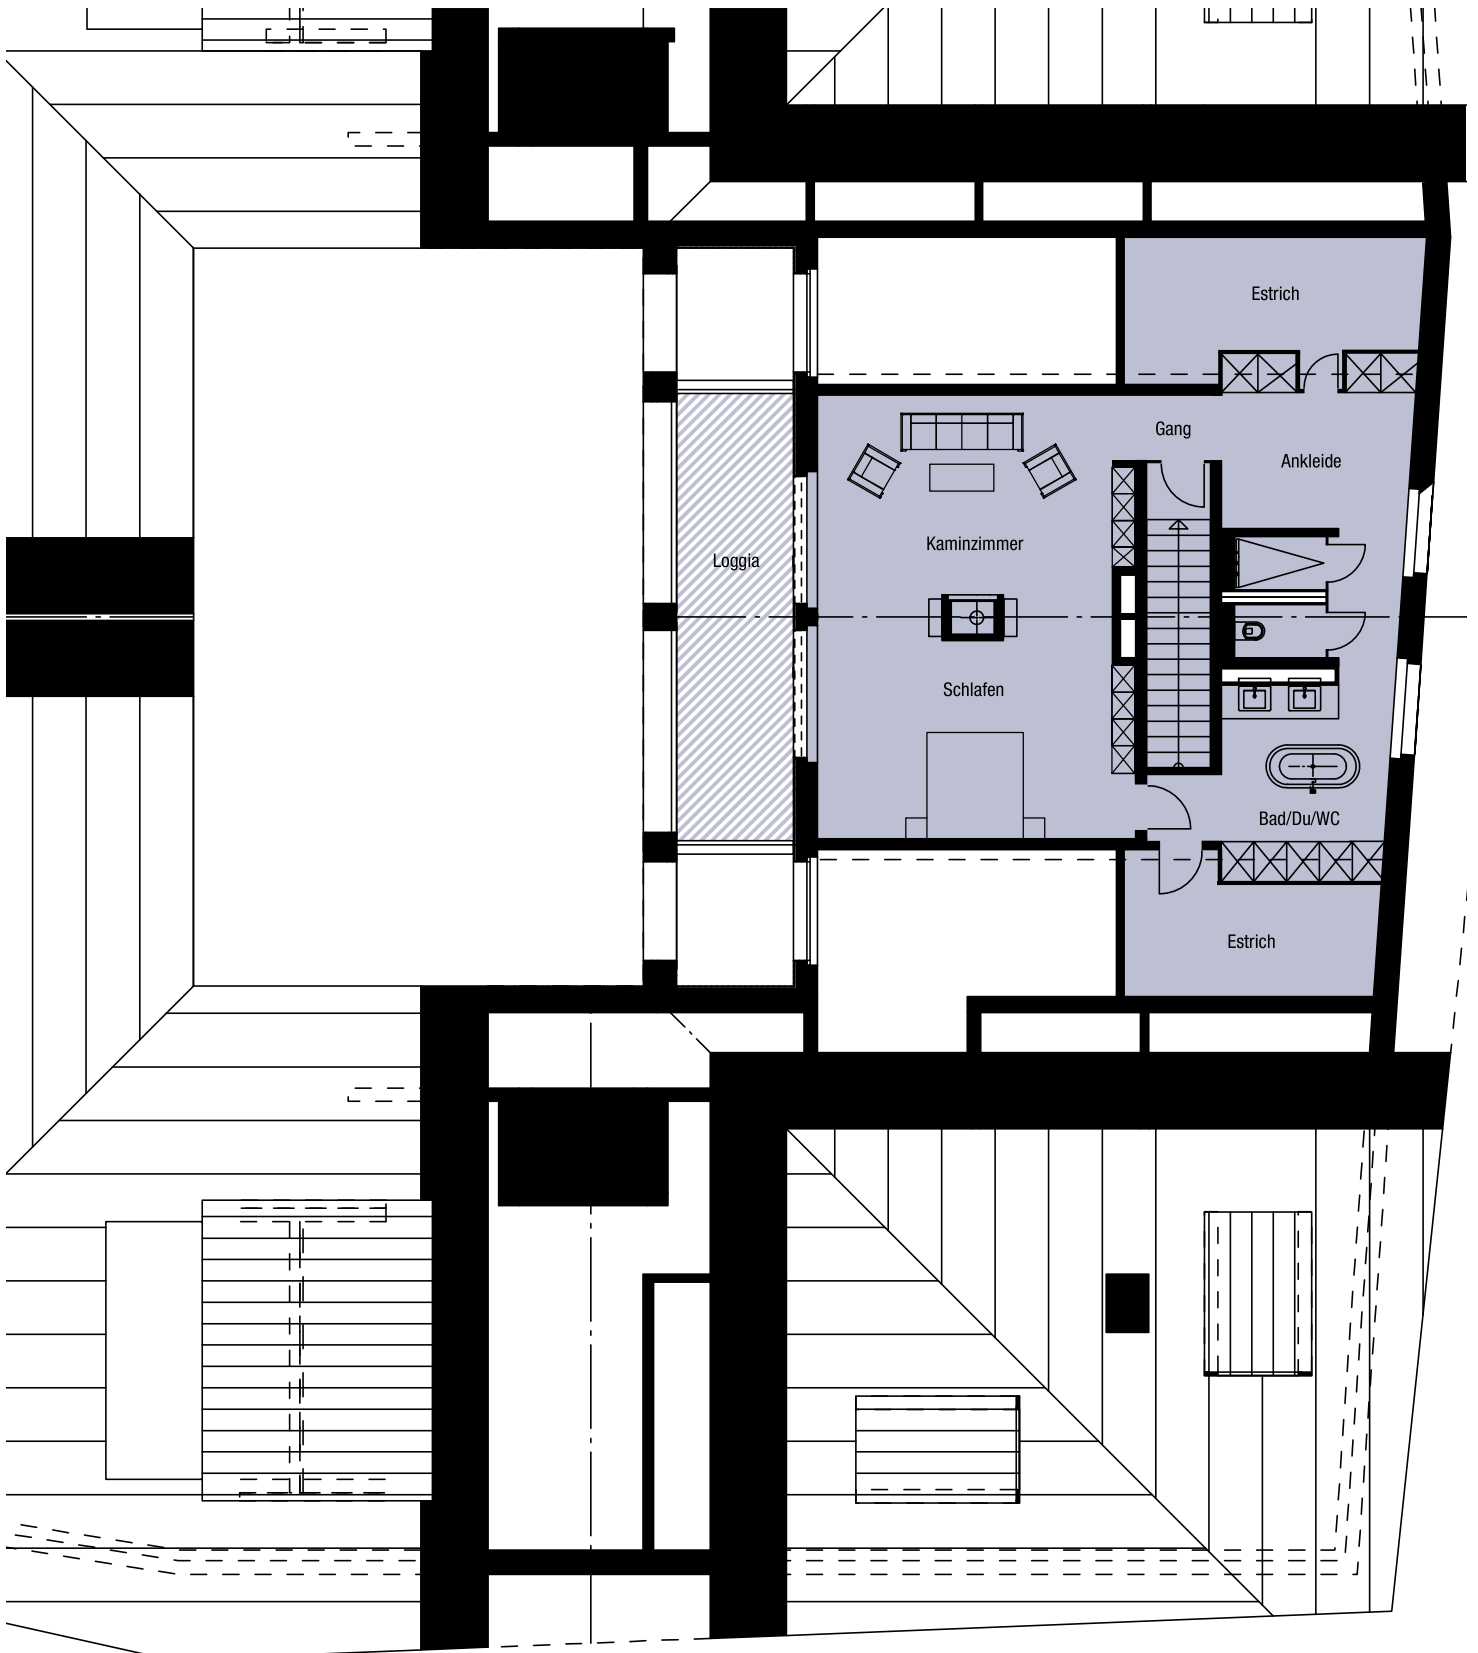 Estrich
Gang
Ankleide
Kaminzimmer
Loggia
Schlafen
Bad/Du/WC
Estrich